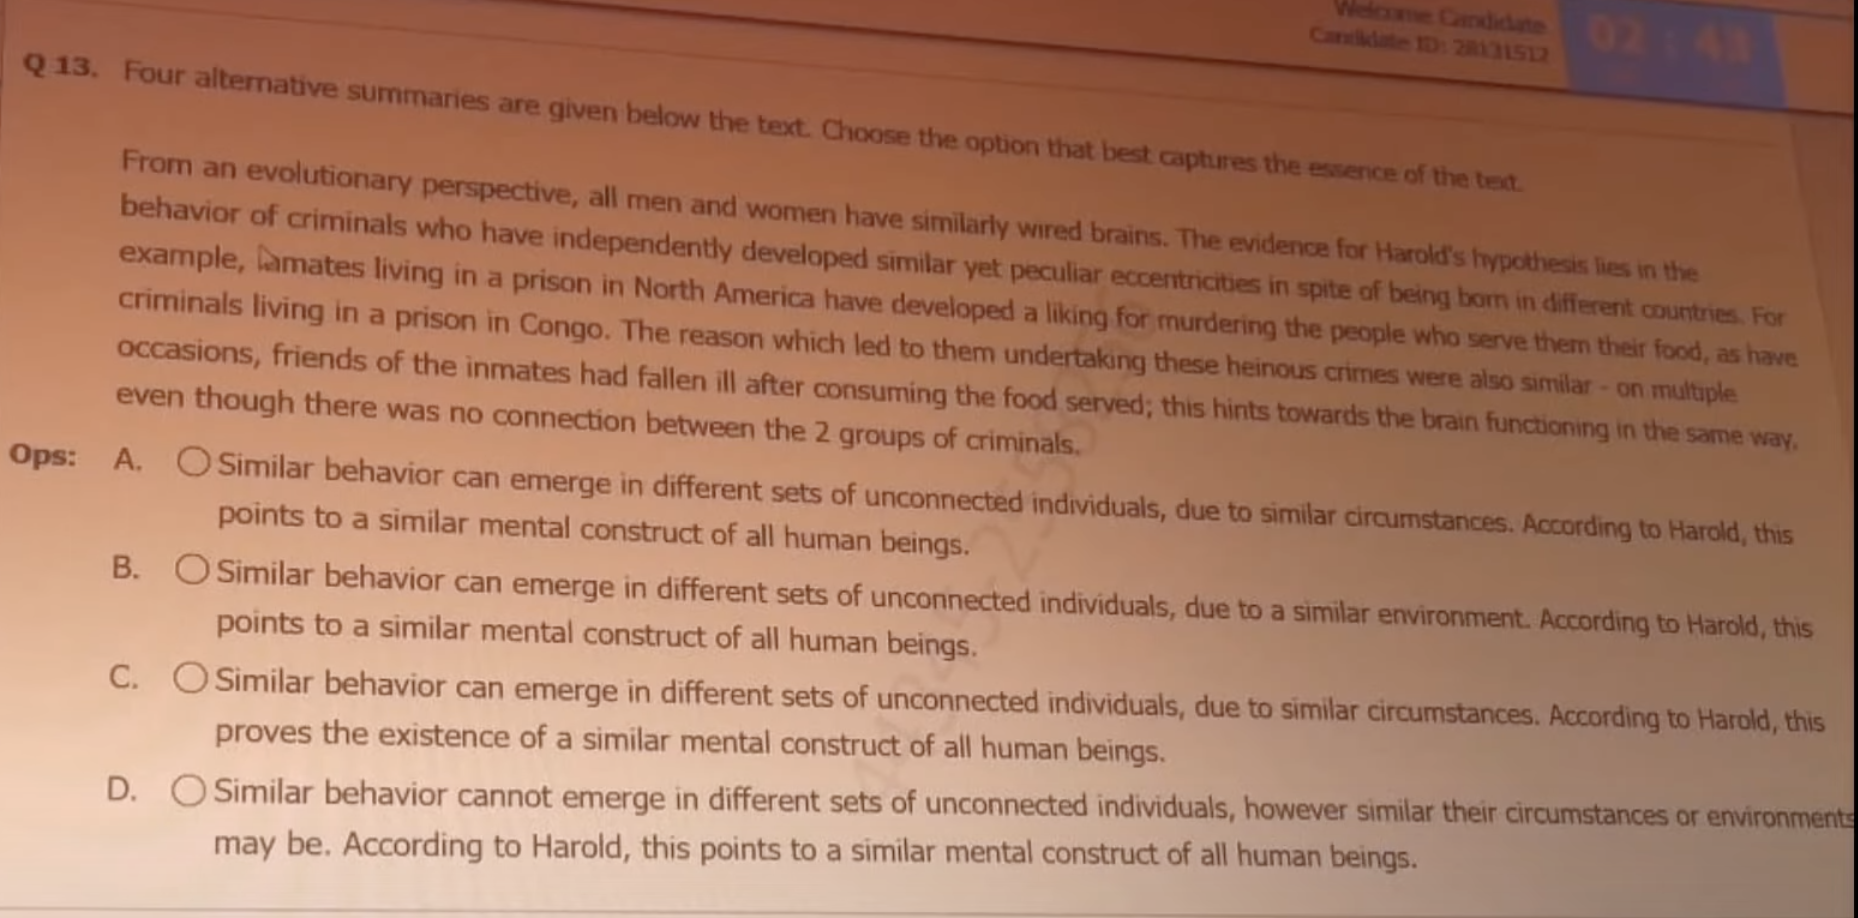 Welcome Candidate
Candidate ID: 28131512
02 : 43
Q 13. Four alternative summaries are given below the text. Choose the option that best captures the essence of the text.
From an evolutionary perspective, all men and women have similarly wired brains. The evidence for Harold's hypothesis lies in the
behavior of criminals who have independently developed similar yet peculiar eccentricities in spite of being born in different countries. For
example, inmates living in a prison in North America have developed a liking for murdering the people who serve them their food, as have
criminals living in a prison in Congo. The reason which led to them undertaking these heinous crimes were also similar - on multiple
occasions, friends of the inmates had fallen ill after consuming the food served; this hints towards the brain functioning in the same way,
even though there was no connection between the 2 groups of criminals.
Ops: A. Similar behavior can emerge in different sets of unconnected individuals, due to similar circumstances. According to Harold, this
points to a similar mental construct of all human beings.
B. Similar behavior can emerge in different sets of unconnected individuals, due to a similar environment. According to Harold, this
points to a similar mental construct of all human beings.
C. Similar behavior can emerge in different sets of unconnected individuals, due to similar circumstances. According to Harold, this
proves the existence of a similar mental construct of all human beings.
D. Similar behavior cannot emerge in different sets of unconnected individuals, however similar their circumstances or environments
may be. According to Harold, this points to a similar mental construct of all human beings.